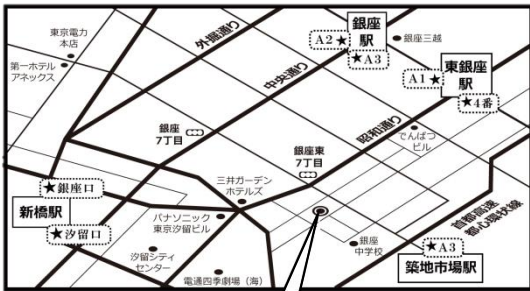 東京電力
本店
第一ホテル
アネックス
外堀通り
中央通り
銀座
駅
A2★
★A3
銀座三越
東銀座
駅
A1★
★4番
昭和通り
でんぱつ
ビル
銀座
7丁目
銀座東
7丁目
三井ガーデン
ホテルズ
★銀座口
新橋駅
★汐留口
パナソニック
東京汐留ビル
汐留シティ
センター
電通四季劇場(海)
銀座
中学校
首都高速
都心環状線
★A3
築地市場駅